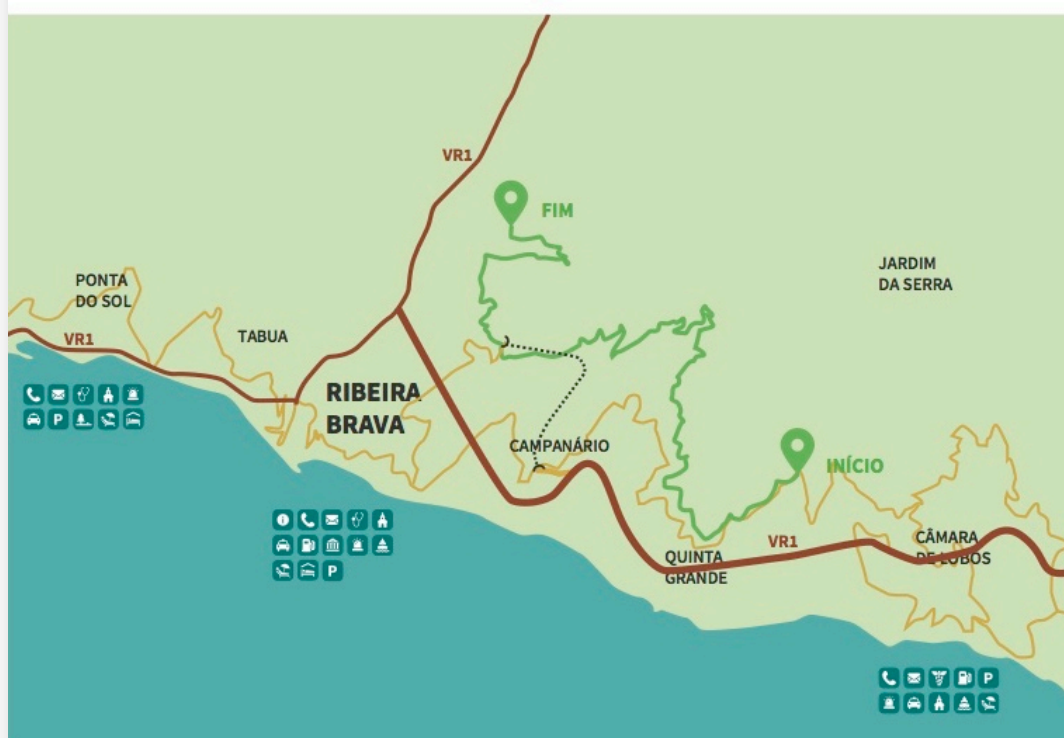 VR1
FIM
JARDIM
DA SERRA
PONTA
DO SOL
TABUA
VR1
RIBEIRA
BRAVA
CAMPANÁRIO
INÍCIO
VR1
QUINTA
GRANDE
CÂMARA
DE LOBOS
P
P
P